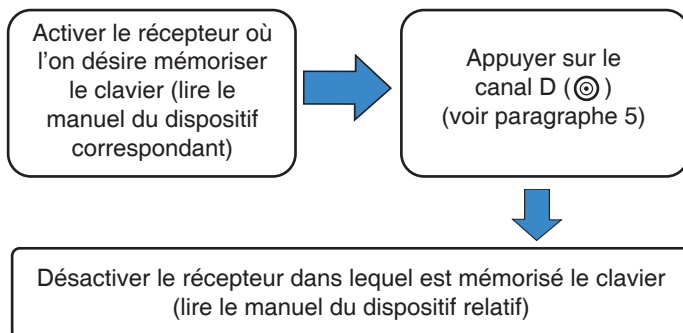 Activer le récepteur où
l'on désire mémoriser
le clavier (lire le
manuel du dispositif
correspondant)
Appuyer sur le
canal D (◎)
(voir paragraphe 5)
Désactiver le récepteur dans lequel est mémorisé le clavier
(lire le manuel du dispositif relatif)